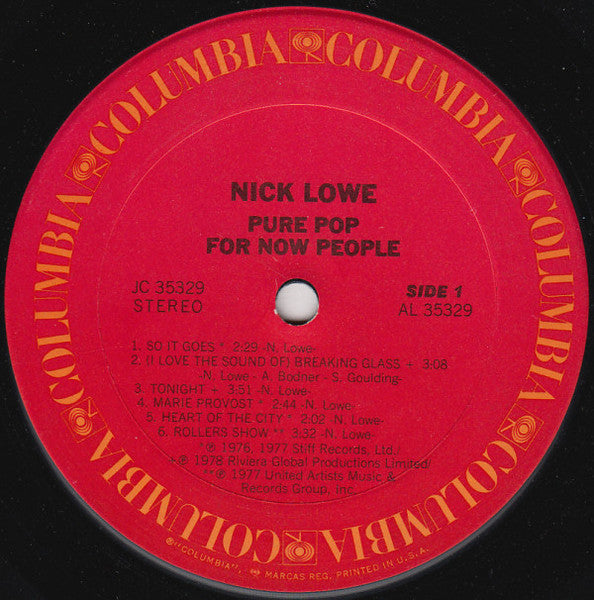 COLUMBIA COLUMBIA COLUMBIA COLUMBIA COLUMBIA COLUMBIA
NICK LOWE
PURE POP
FOR NOW PEOPLE
JC 35329
STEREO
SIDE 1
AL 35329
1. SO IT GOES * 2:29 -N. Lowe-
2. (I LOVE THE SOUND OF) BREAKING GLASS + 3:08
-N. Lowe - A. Bodner - S. Goulding-
3. TONIGHT + 3:51 -N. Lowe-
4. MARIE PROVOST * 2:44 -N. Lowe-
5. HEART OF THE CITY * 2:02 -N. Lowe-
6. ROLLERS SHOW ** 3:32 -N. Lowe-
*℗ 1976, 1977 Stiff Records, Ltd./
+℗ 1978 Riviera Global Productions Limited/
**℗ 1977 United Artists Music &
Records Group, Inc.
®"COLUMBIA", MARCAS REG. PRINTED IN U.S.A.